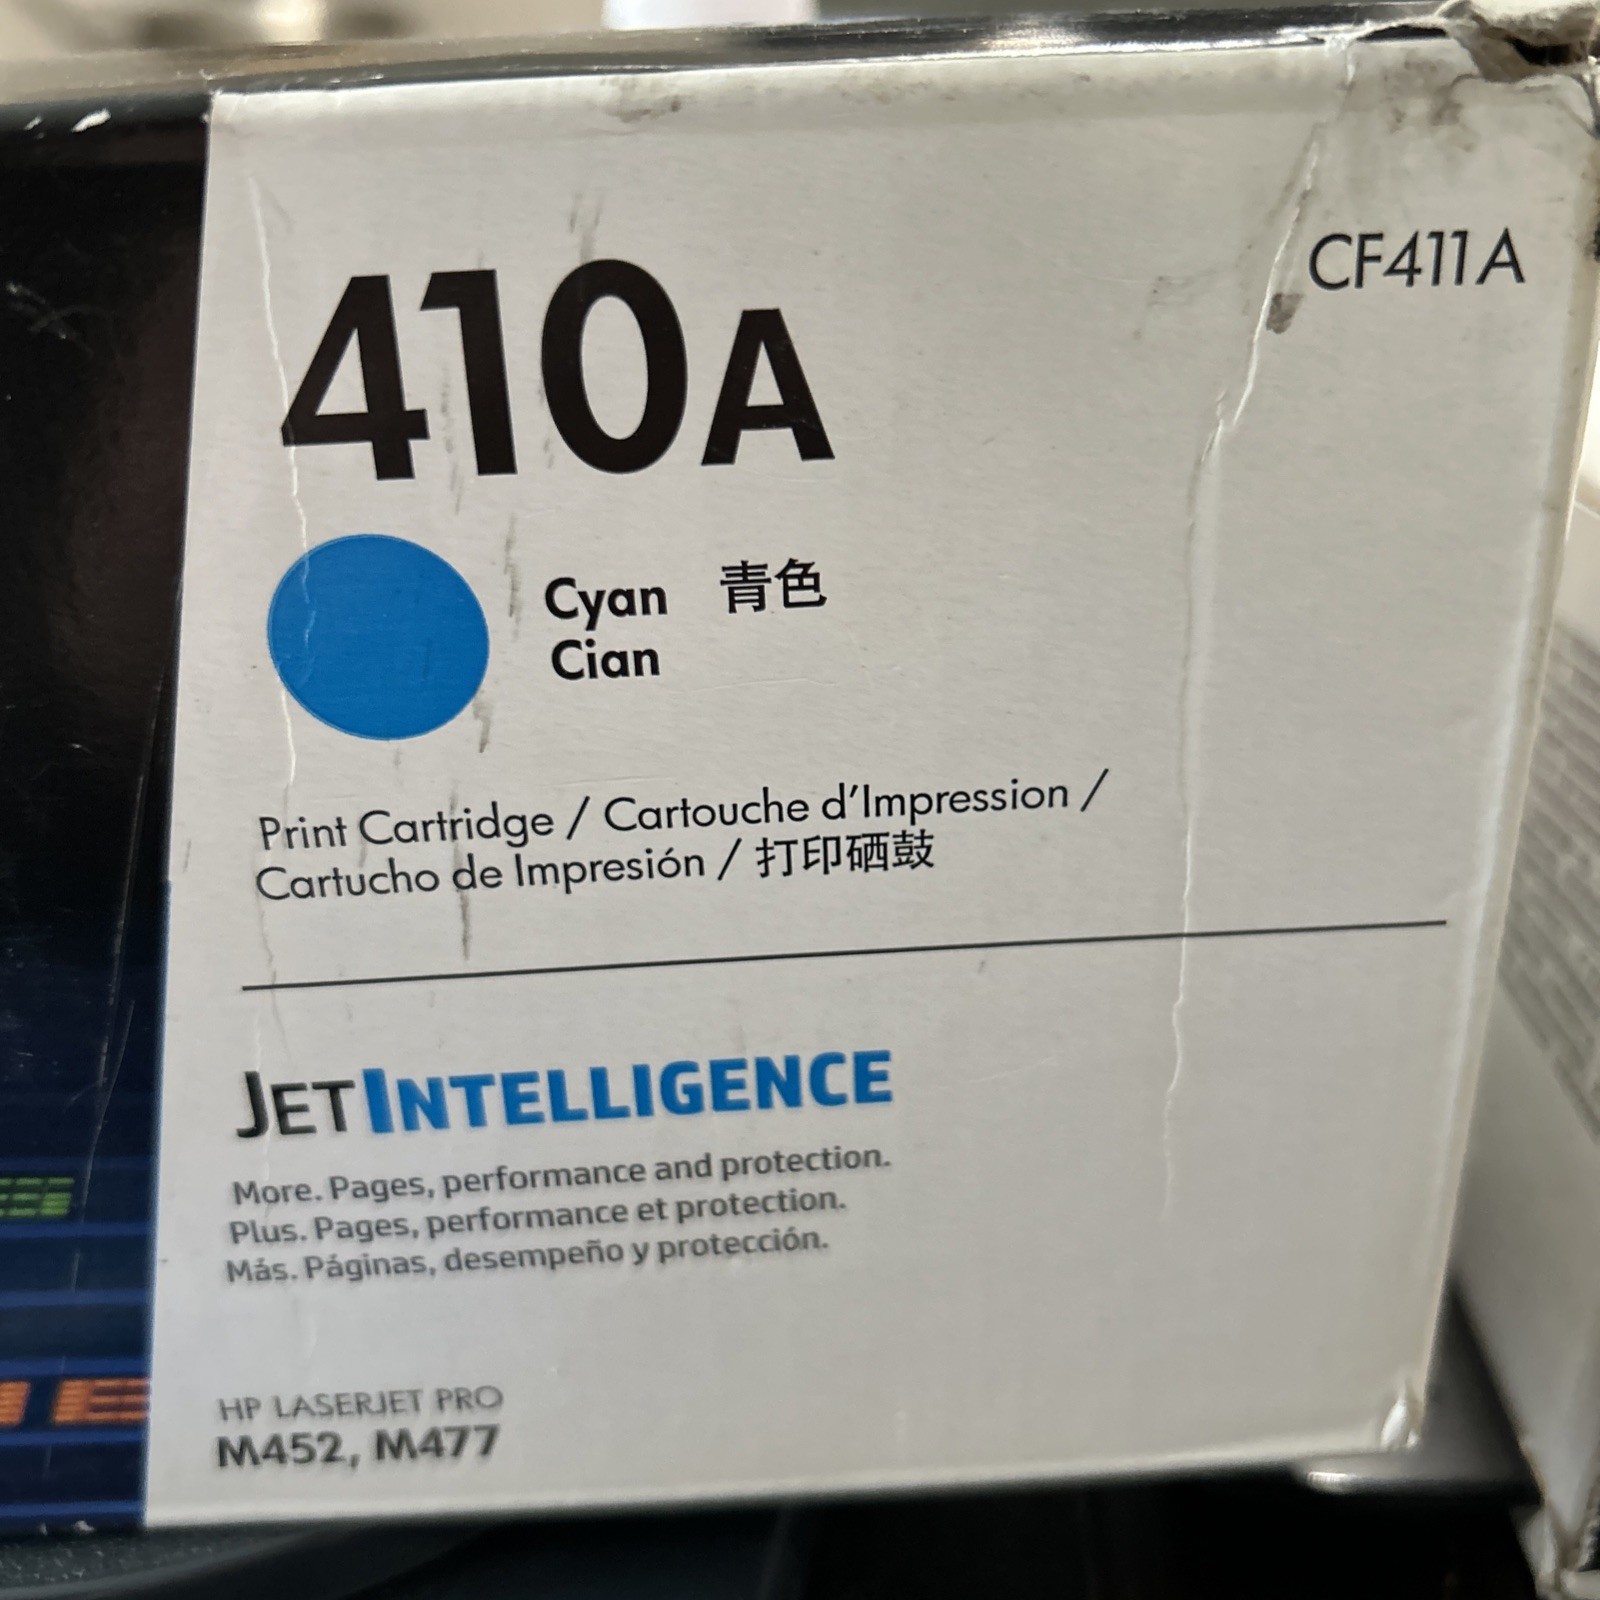 CF411A
410A
Cyan 青色
Cian
Print Cartridge / Cartouche d'Impression /
Cartucho de Impresión / 打印硒鼓
JETINTELLIGENCE
More. Pages, performance and protection.
Plus. Pages, performance et protection.
Más. Páginas, desempeño y protección.
HP LASERJET PRO
M452, M477